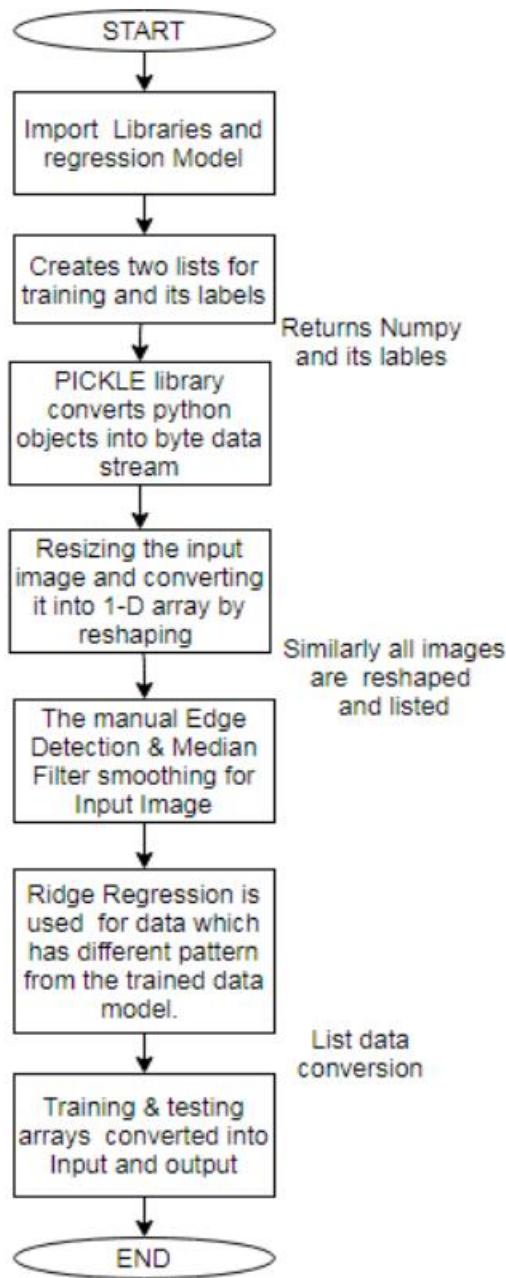 START
Import Libraries and
regression Model
Creates two lists for
training and its labels
Returns Numpy
and its lables
PICKLE library
converts python
objects into byte data
stream
Resizing the input
image and converting
it into 1-D array by
reshaping
Similarly all images
are reshaped
and listed
The manual Edge
Detection & Median
Filter smoothing for
Input Image
Ridge Regression is
used for data which
has different pattern
from the trained data
model.
List data
conversion
Training & testing
arrays converted into
Input and output
END